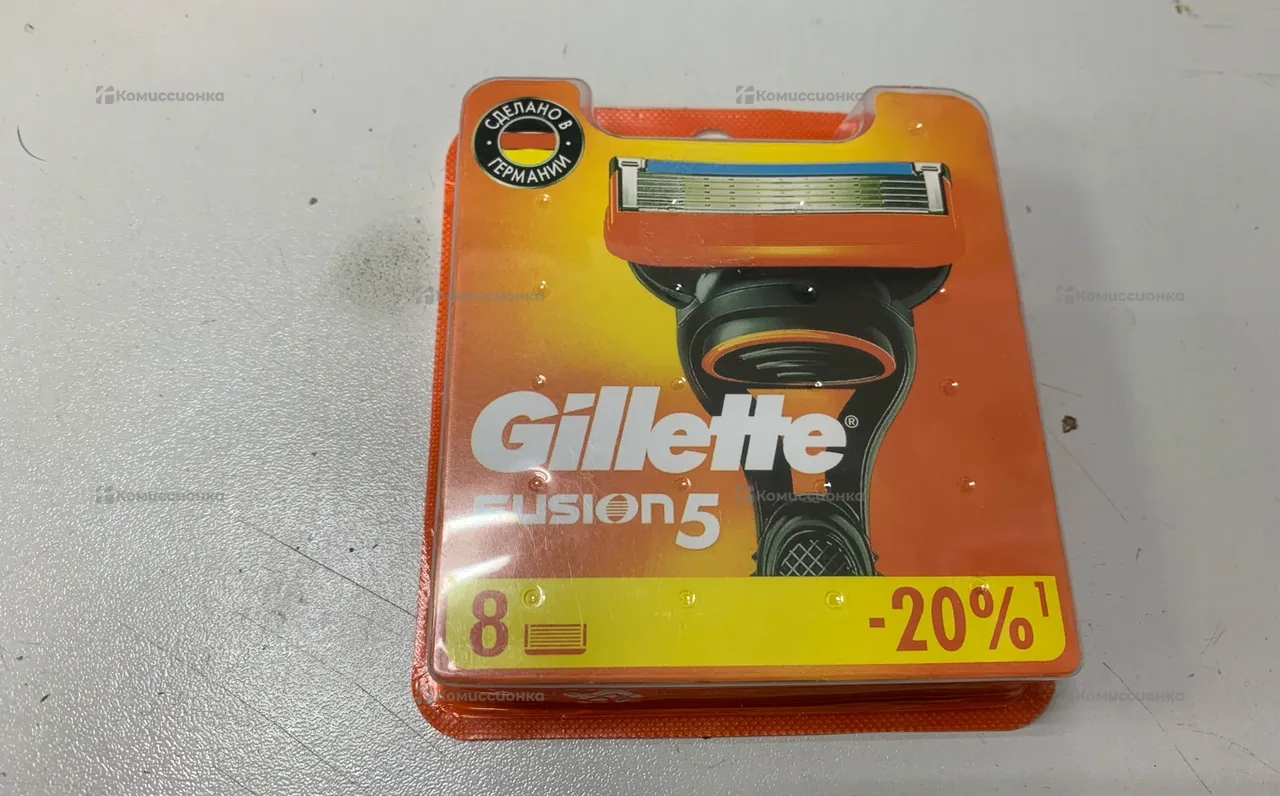 Комиссионка
Комиссионка
СДЕЛАНО В
ГЕРМАНИИ
Комиссионка
Комиссионка
Gillette®
FUSION5
Комиссионка
Комиссионка
8
-20%¹
Комиссионка
Комиссионка